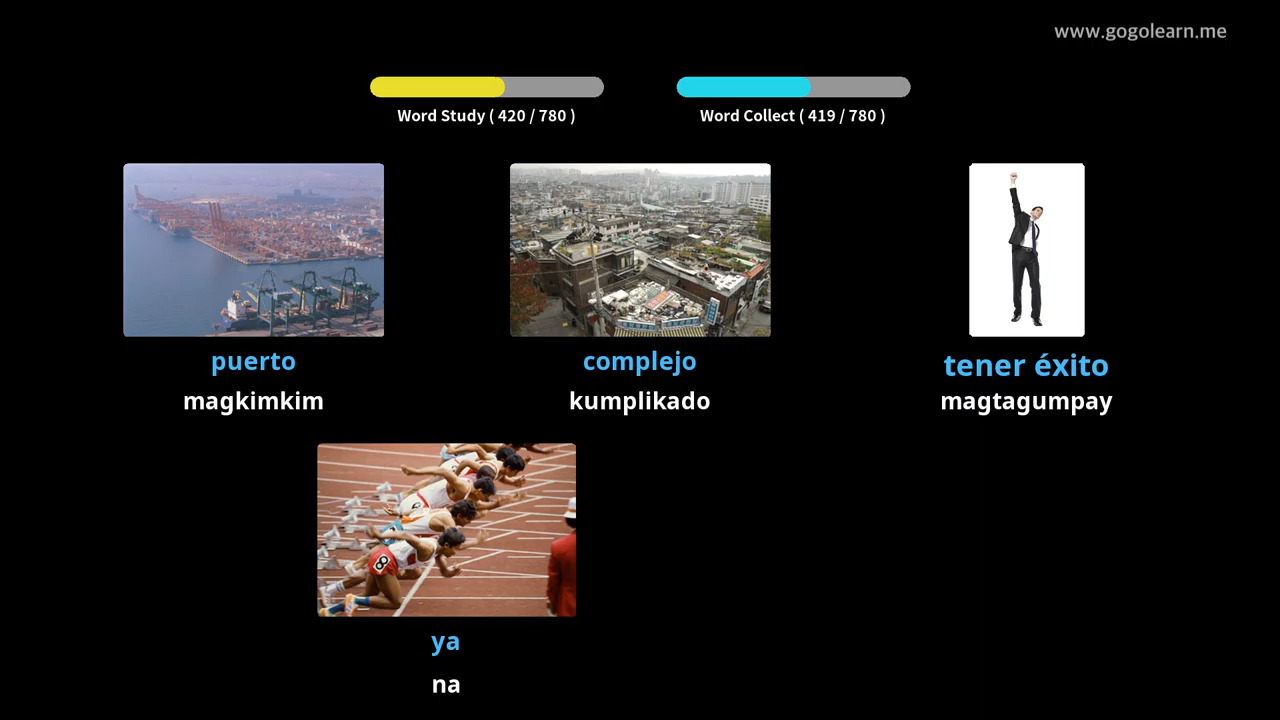 www.gogolearn.me
Word Study ( 420 / 780 )
Word Collect ( 419 / 780 )
puerto
magkimkim
complejo
kumplikado
tener éxito
magtagumpay
8
ya
na